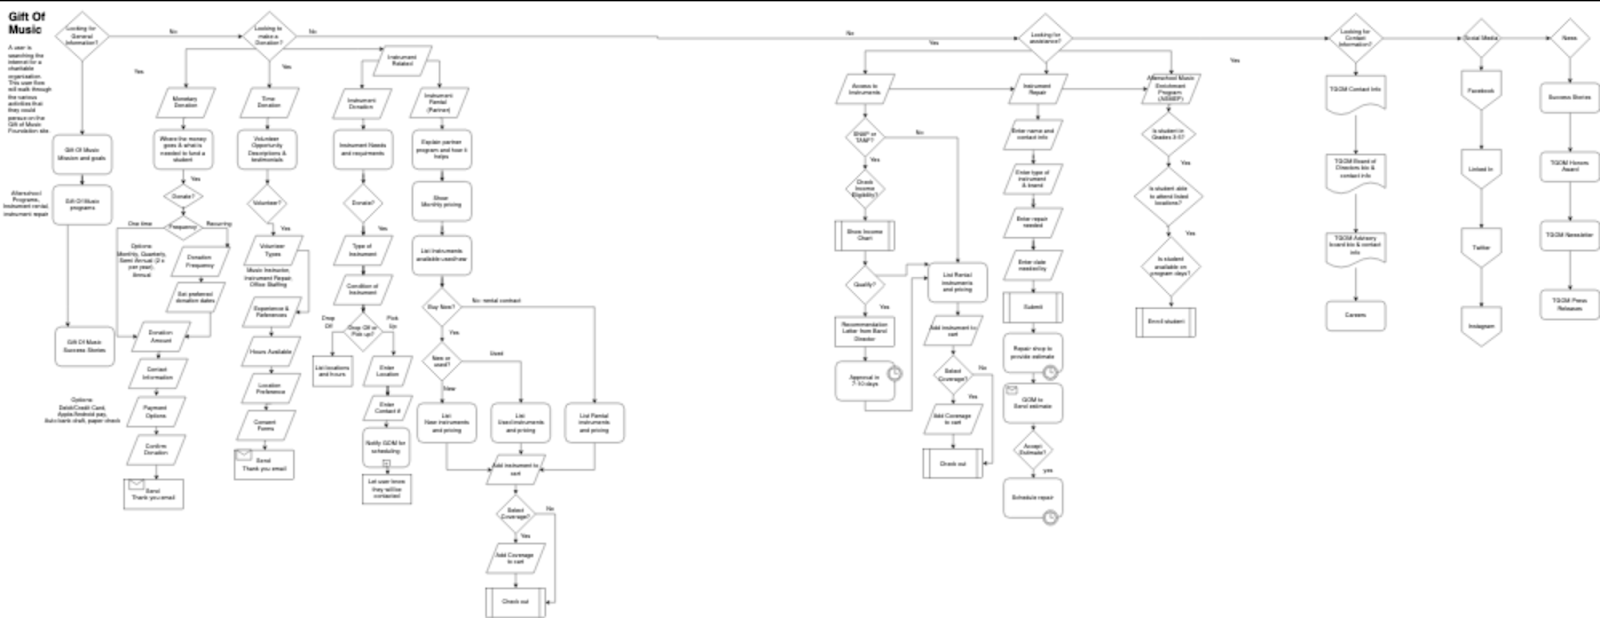 Gift Of
Music
A user is
searching the
internet for a
charitable
organization.
This user flow
will walk through
the various
activities that
they could
peruse on the
Gift of Music
Foundation site.
Looking for
General
Information?
No
Yes
Gift Of Music
Mission and goals
Afterschool
Programs,
Instrument rental,
instrument repair
Gift Of Music
programs
Gift Of Music
Success Stories
Looking to
make a
Donation?
No
Yes
Monetary
Donation
Where the money
goes & what is
needed to fund a
student
Yes
Donate?
Frequency
One time
Recurring
Options:
Monthly, Quarterly,
Semi Annual (2 x
per year),
Annual
Donation
Frequency
Set preferred
donation dates
Donation
Amount
Contact
Information
Options:
Debit/Credit Card,
Apple/Android pay,
Auto bank draft, paper check
Payment
Options
Confirm
Donation
Send
Thank you email
Time
Donation
Volunteer
Opportunity
Descriptions &
testimonials
Volunteer?
Yes
Volunteer
Types
Music Instructor,
Instrument Repair,
Office Staffing
Experience &
References
Hours Available
Location
Preference
Consent
Forms
Send
Thank you email
Instrument
Related
Instrument
Donation
Instrument Needs
and requirments
Donate?
Yes
Type of
Instrument
Condition of
Instrument
Drop
Off
Pick
Up
Drop Off or
Pick up?
List locations
and hours
Enter
Location
Enter
Contact #
Notify GOM for
scheduling
Let user know
they will be
contacted
Instrument
Rental
(Partner)
Explain partner
program and how it
helps
Show
Monthly pricing
List instruments
available used/new
Buy New?
No- rental contract
Yes
New or
used?
Used
New
List
New instruments
and pricing
List
Used instruments
and pricing
List Rental
instruments
and pricing
Add instrument to
cart
Select
Coverage?
No
Yes
Add Coverage
to cart
Check out
No
Looking for
assistance?
Yes
Yes
Access to
Instruments
SNAP or
TANF?
No
Yes
Check
Income
Eligibility?
Show Income
Chart
Qualify?
Yes
Recommendation
Letter from Band
Director
Approval in
7-10 days
List Rental
instruments
and pricing
Add instrument to
cart
Select
Coverage?
No
Yes
Add Coverage
to cart
Check out
Instrument
Repair
Enter name and
contact info
Enter type of
instrument
& brand
Enter repair
needed
Enter date
needed by
Submit
Repair shop to
provide estimate
GOM to
Send estimate
Accept
Estimate?
yes
Schedule repair
Afterschool Music
Enrichment
Program
Is student in
Grades 3-5?
Yes
Is student able
to attend listed
locations?
Yes
Is student
available on
program days?
Enroll student
Looking for
Contact
Information?
TGOM Contact Info
TGOM Board of
Directors bio &
contact info
TGOM Advisory
board bio & contact
info
Careers
Social Media
Facebook
Linked In
Twitter
Instagram
News
Success Stories
TGOM Honors
Award
TGOM Newsletter
TGOM Press
Releases